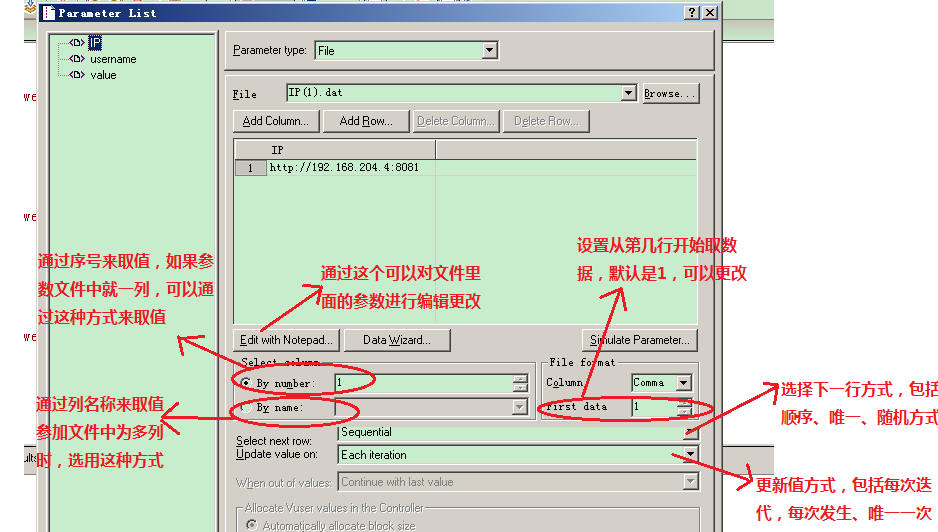 Parameter List
IP
username
value
Parameter type: File
File IP(1).dat Browse...
Add Column... Add Row... Delete Column... Delete Row...
IP
1 http://192.168.204.4:8081
设置从第几行开始取数
据，默认是1，可以更改
通过序号来取值，如果参
数文件中就一列，可以通
过这种方式来取值
通过这个可以对文件里
面的参数进行编辑更改
Edit with Notepad... Data Wizard... Simulate Parameter...
Select column File format
By number: 1 Column Comma
By name: First data 1
通过列名称来取值
参加文件中为多列
时，选用这种方式
选择下一行方式，包括
顺序、唯一、随机方式
Select next row: Sequential
Update value on: Each iteration
When out of values: Continue with last value
更新值方式，包括每次迭
代，每次发生、唯一一次
Allocate Vuser values in the Controller
Automatically allocate block size